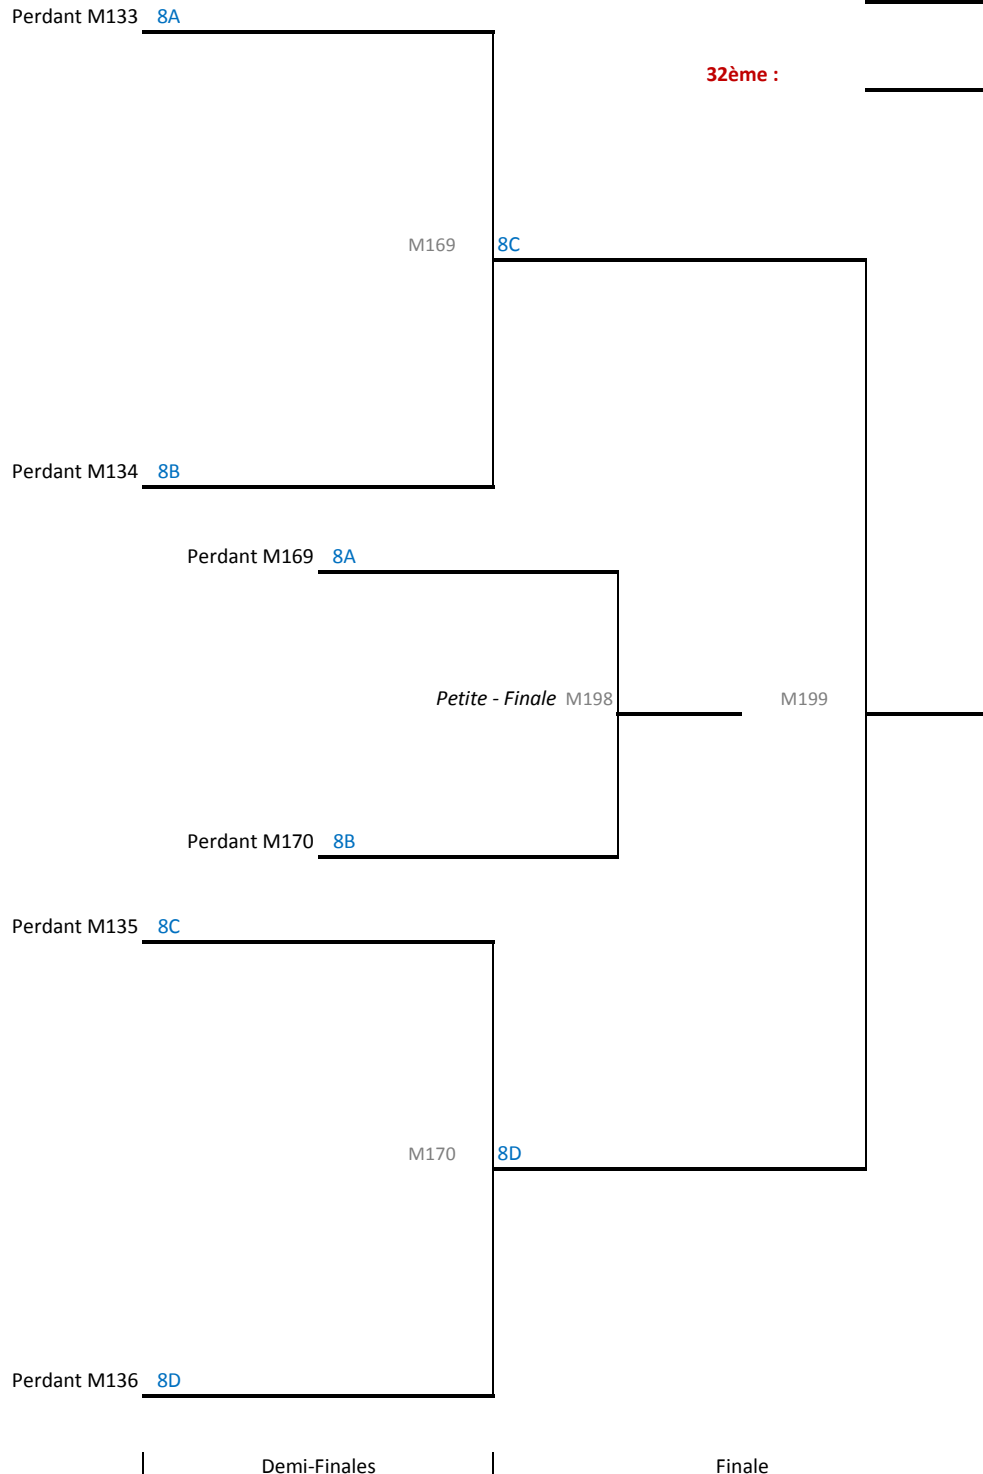 Perdant M133 8A
32ème :
M169 8C
Perdant M134 8B
Perdant M169 8A
Petite - Finale M198 M199
Perdant M170 8B
Perdant M135 8C
M170 8D
Perdant M136 8D
Demi-Finales Finale